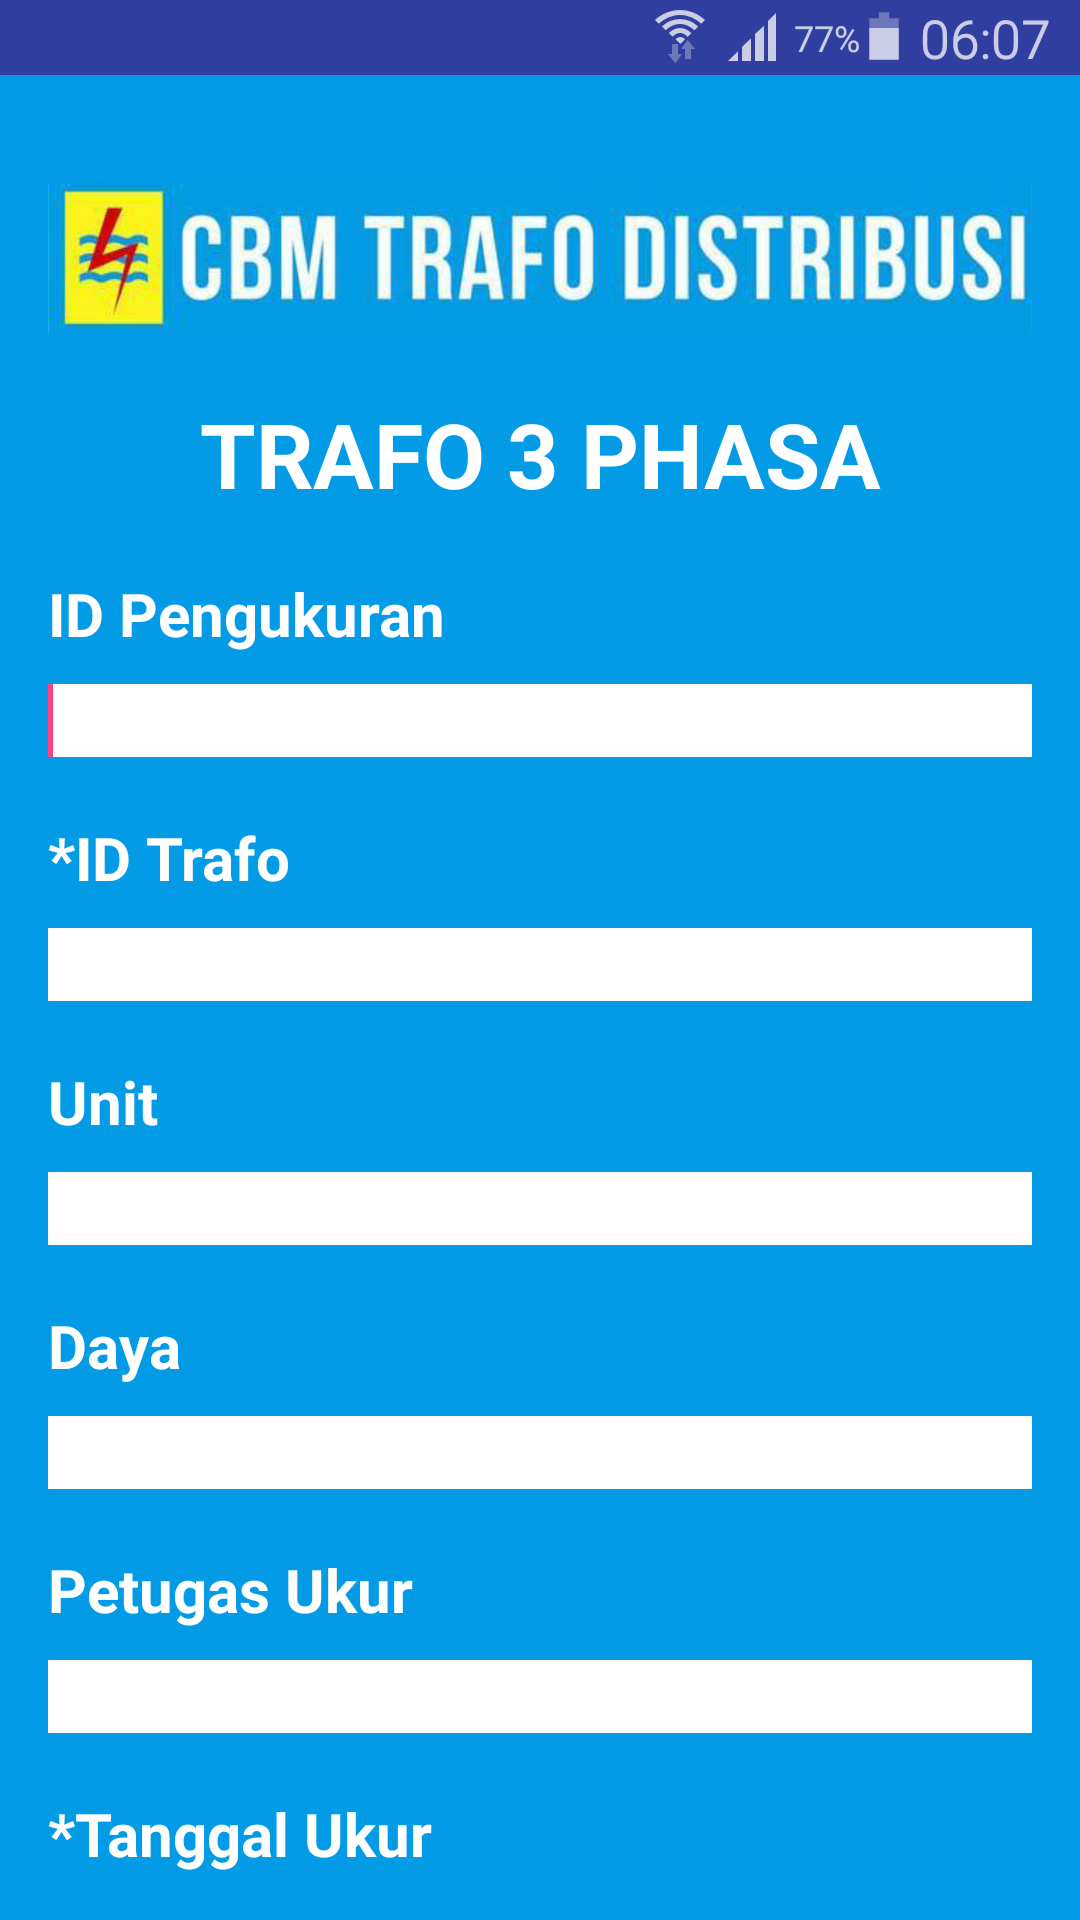 77% 06:07
CBM TRAFO DISTRIBUSI
TRAFO 3 PHASA
ID Pengukuran
*ID Trafo
Unit
Daya
Petugas Ukur
*Tanggal Ukur